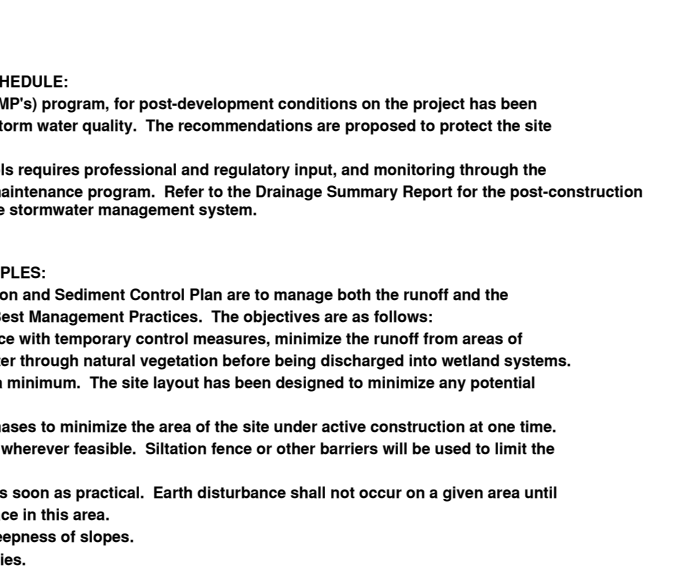 HEDULE:
MP's) program, for post-development conditions on the project has been
torm water quality.  The recommendations are proposed to protect the site
ls requires professional and regulatory input, and monitoring through the
aintenance program.  Refer to the Drainage Summary Report for the post-construction
e stormwater management system.
PLES:
on and Sediment Control Plan are to manage both the runoff and the
Best Management Practices.  The objectives are as follows:
ce with temporary control measures, minimize the runoff from areas of
ter through natural vegetation before being discharged into wetland systems.
a minimum.  The site layout has been designed to minimize any potential
hases to minimize the area of the site under active construction at one time.
wherever feasible.  Siltation fence or other barriers will be used to limit the
s soon as practical.  Earth disturbance shall not occur on a given area until
ce in this area.
eepness of slopes.
ies.